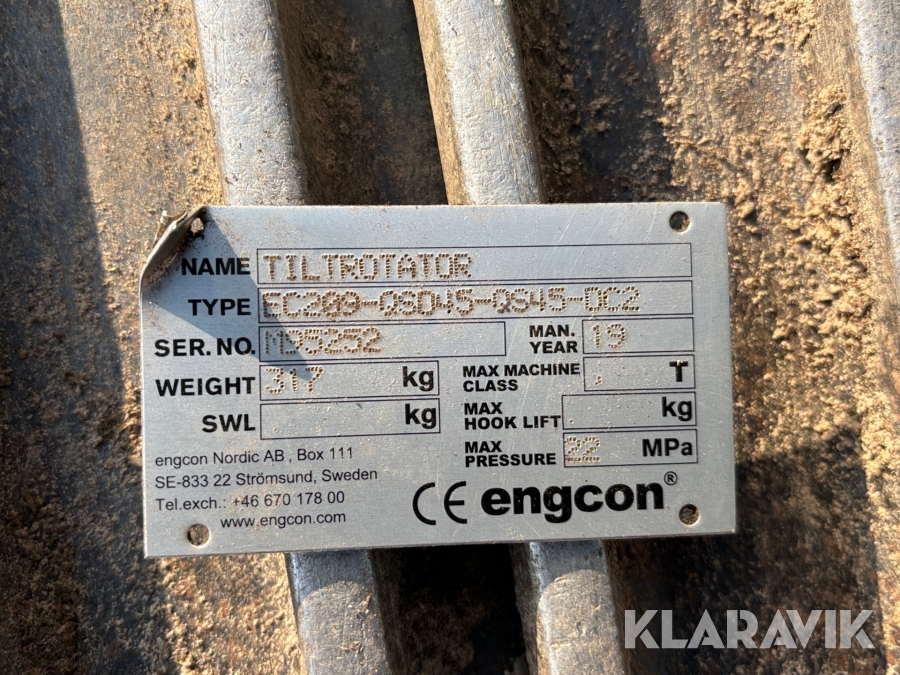 NAME TILTROTATOR
TYPE EC209-QSD45-QS45-DC2
SER. NO. M95252 MAN. YEAR 19
WEIGHT 317 kg MAX MACHINE CLASS . T
SWL kg MAX HOOK LIFT . kg
MAX PRESSURE 22 MPa
engcon Nordic AB , Box 111
SE-833 22 Strömsund, Sweden
Tel.exch.: +46 670 178 00
www.engcon.com
CE engcon®
KLARAVIK